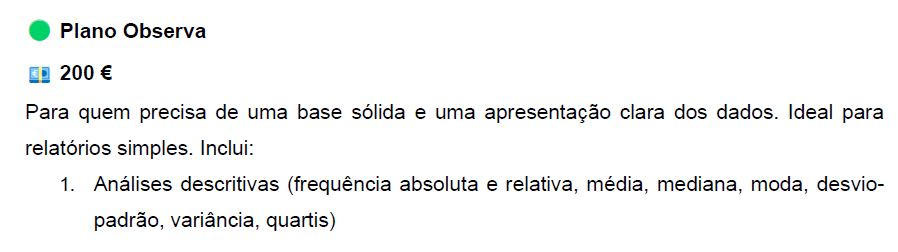 Plano Observa
200 €
Para quem precisa de uma base sólida e uma apresentação clara dos dados. Ideal para
relatórios simples. Inclui:
1. Análises descritivas (frequência absoluta e relativa, média, mediana, moda, desvio-
padrão, variância, quartis)